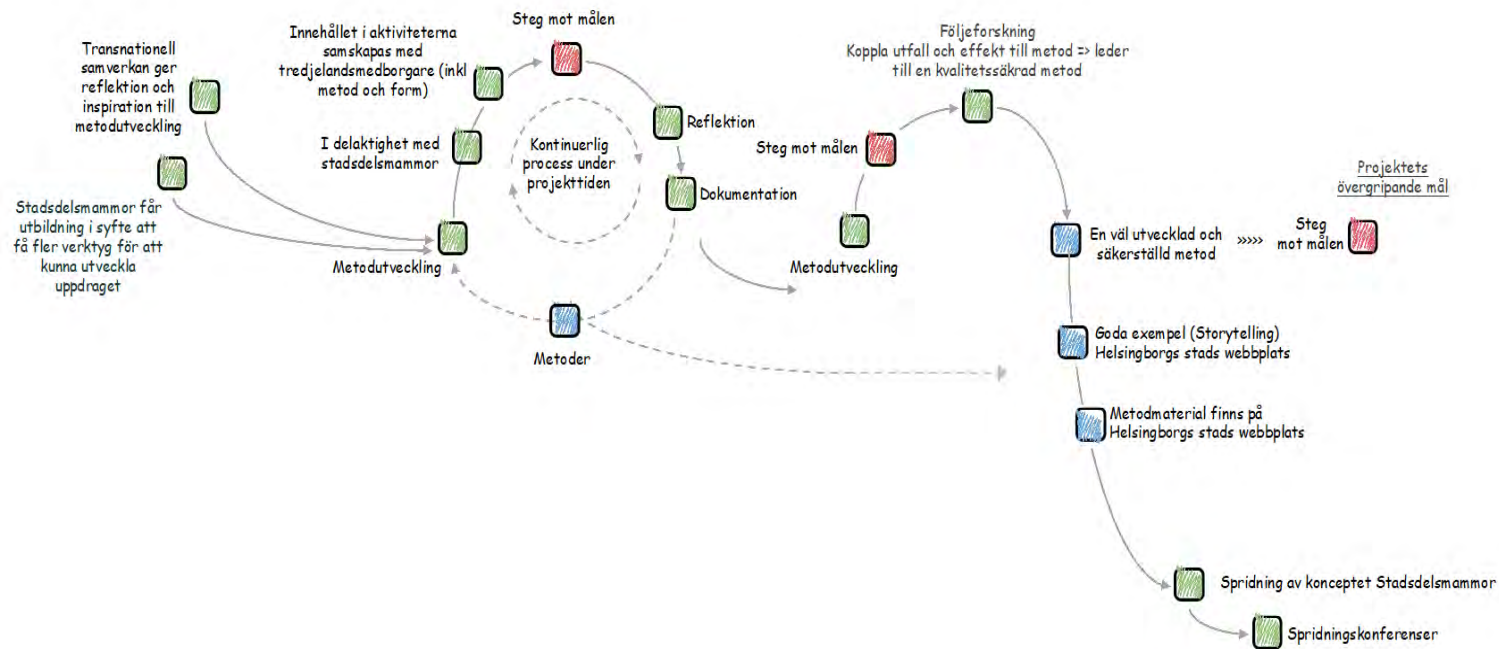 Transnationell
samverkan ger
reflektion och
inspiration till
metodutveckling
Stadsdelsmammor får
utbildning i syfte att
få fler verktyg för att
kunna utveckla
uppdraget
Innehållet i aktiviteterna
samskapas med
tredjelandsmedborgare (inkl
metod och form)
I delaktighet med
stadsdelsmammor
Metodutveckling
Steg mot målen
Kontinuerlig
process under
projekttiden
Reflektion
Dokumentation
Metoder
Metodutveckling
Steg mot målen
Följeforskning
Koppla utfall och effekt till metod => leder
till en kvalitetssäkrad metod
En väl utvecklad och
säkerställd metod
»»»
Projektets
övergripande mål
Steg
mot målen
Goda exempel (Storytelling)
Helsingborgs stads webbplats
Metodmaterial finns på
Helsingborgs stads webbplats
Spridning av konceptet Stadsdelsmammor
Spridningskonferenser